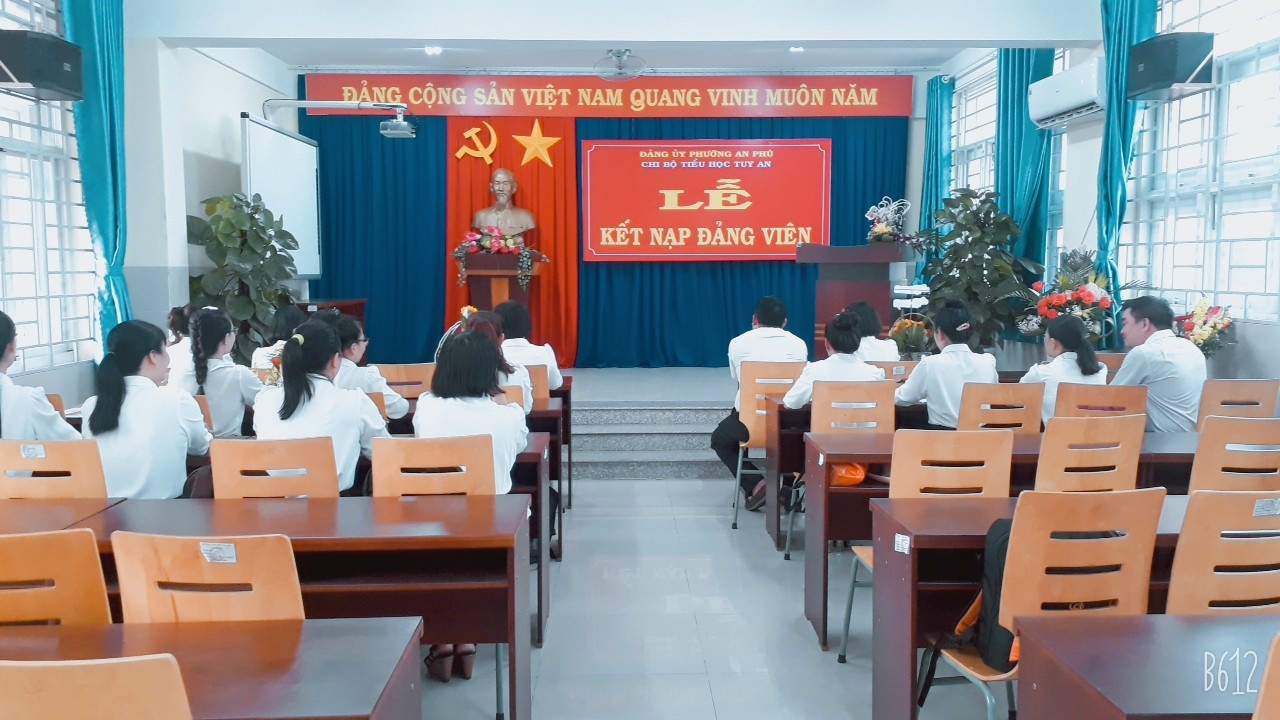 ĐẢNG CỘNG SẢN VIỆT NAM QUANG VINH MUÔN NĂM
ĐẢNG ỦY PHƯỜNG AN PHÚ
CHI BỘ TIỂU HỌC TUY AN
LỄ
KẾT NẠP ĐẢNG VIÊN
B612